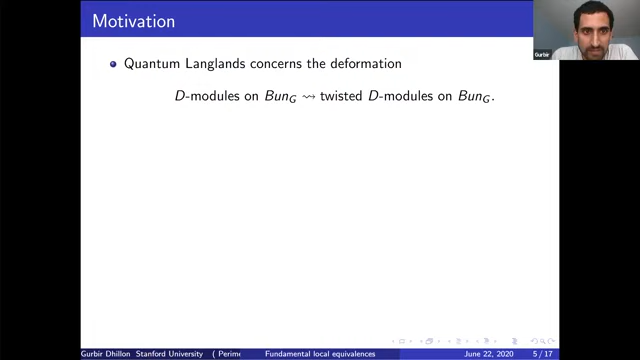 Motivation
Gurbir
Quantum Langlands concerns the deformation
D-modules on Bun_G ⇝ twisted D-modules on Bun_G.
Gurbir Dhillon Stanford University ( Perime Fundamental local equivalences June 22, 2020 5 / 17